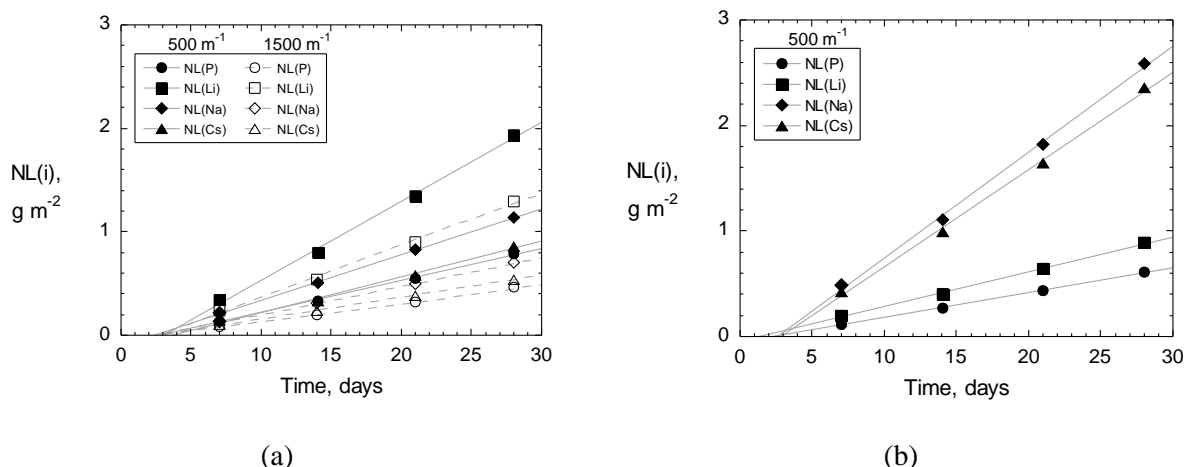 3
500 m-1 1500 m-1
NL(P) NL(P)
NL(Li) NL(Li)
NL(Na) NL(Na)
NL(Cs) NL(Cs)
2
NL(i),
g m-2
1
0
0 5 10 15 20 25 30
Time, days
(a)
3
500 m-1
NL(P)
NL(Li)
NL(Na)
NL(Cs)
2
NL(i),
g m-2
1
0
0 5 10 15 20 25 30
Time, days
(b)